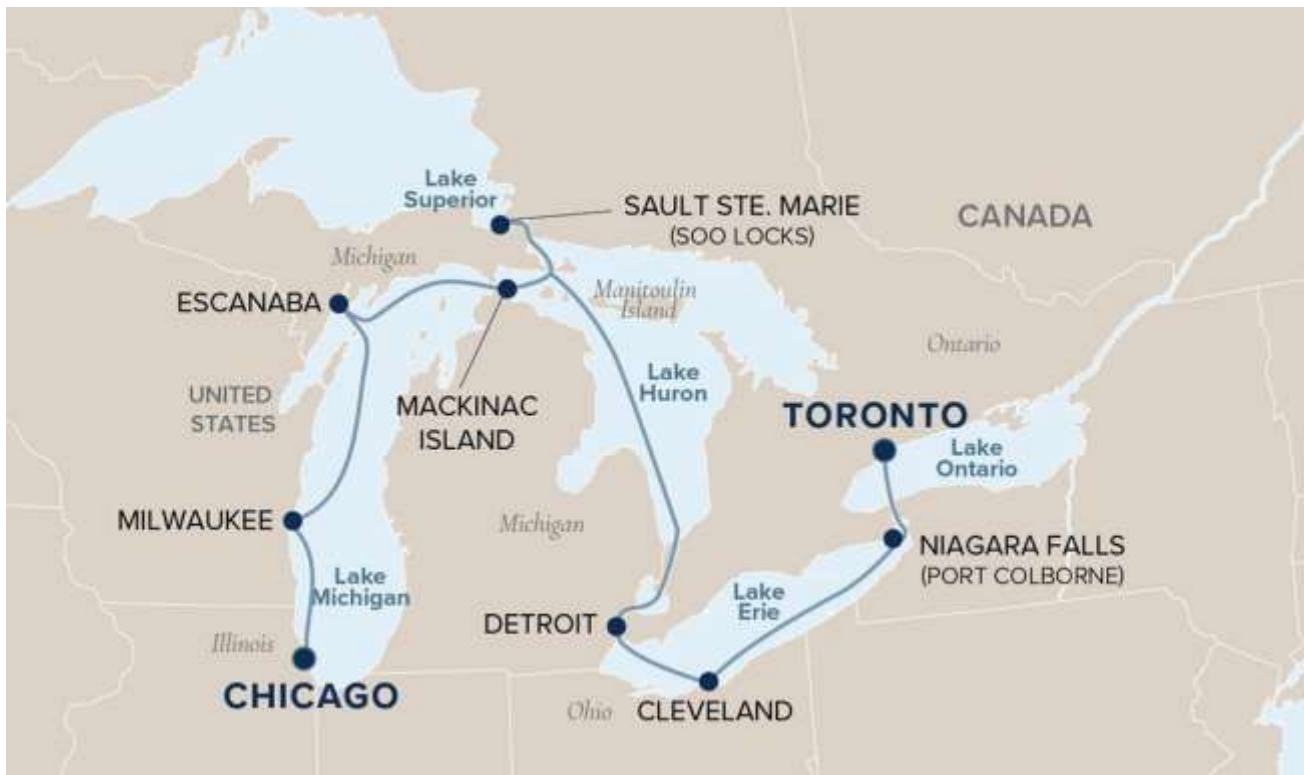 Lake
Superior
SAULT STE. MARIE
(SOO LOCKS)
CANADA
Michigan
ESCANABA
Manitoulin
Island
Ontario
UNITED
STATES
MACKINAC
ISLAND
Lake
Huron
TORONTO
Lake
Ontario
MILWAUKEE
Michigan
NIAGARA FALLS
(PORT COLBORNE)
Lake
Michigan
Lake
Erie
DETROIT
Illinois
CHICAGO
Ohio
CLEVELAND